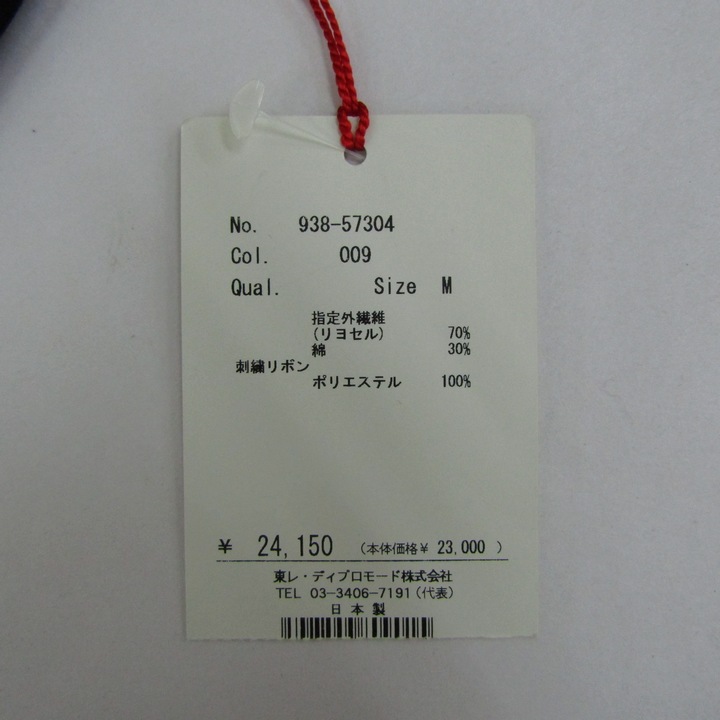 No. 938-57304
Col. 009
Qual. Size M
指定外繊維
(リヨセル) 70%
綿 30%
刺繍リボン
ポリエステル 100%
¥ 24,150 (本体価格¥ 23,000 )
東レ・ディプロモード株式会社
TEL 03-3406-7191(代表)
日本製